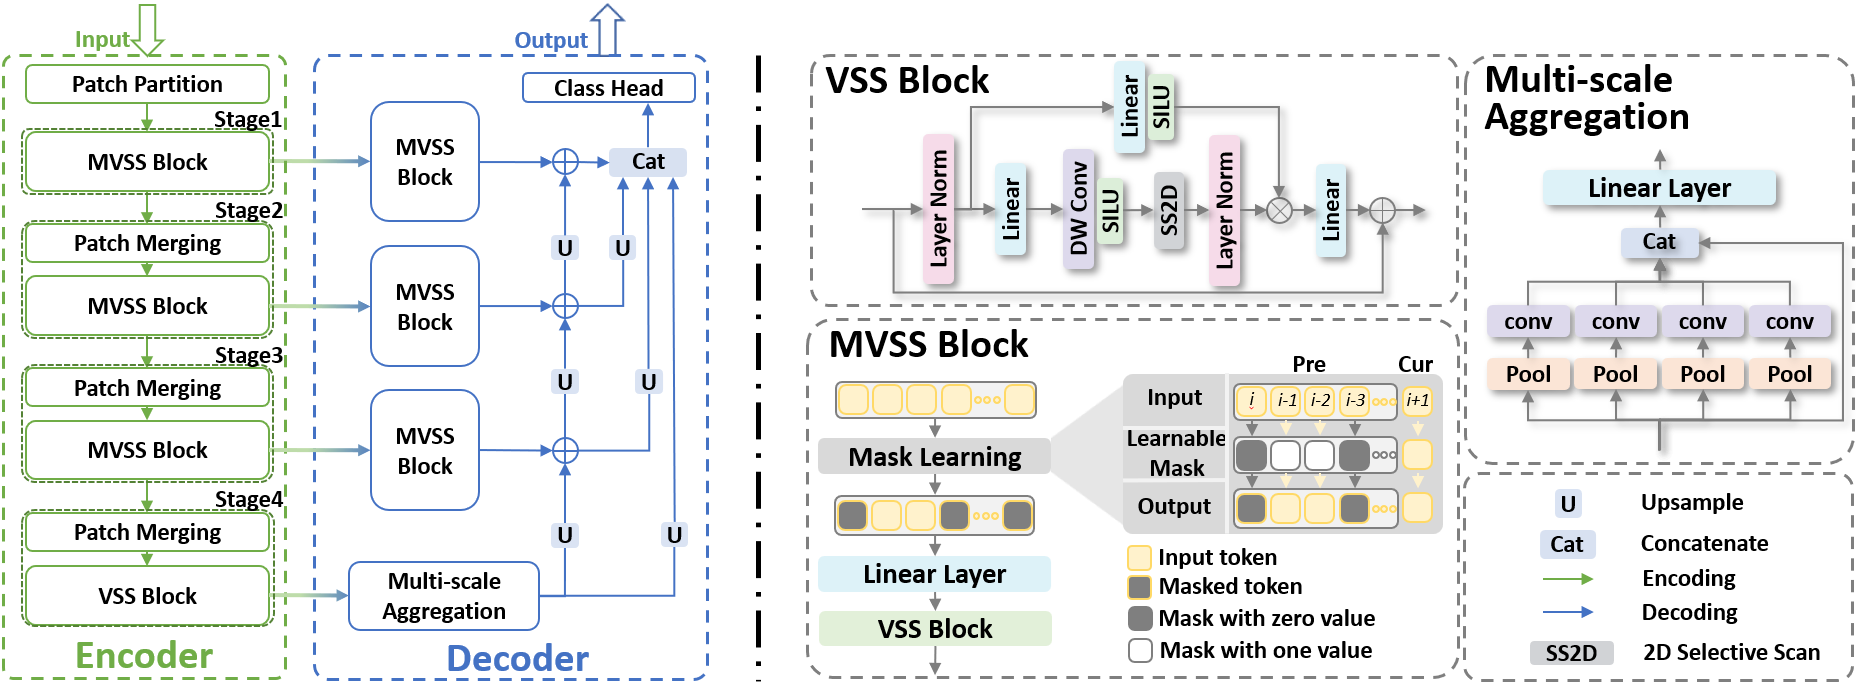 Input
Patch Partition
Stage1
MVSS Block
Stage2
Patch Merging
MVSS Block
Stage3
Patch Merging
MVSS Block
Stage4
Patch Merging
VSS Block
Encoder
Output
Class Head
MVSS
Block
Cat
U
U
MVSS
Block
U
U
MVSS
Block
U
U
Multi-scale
Aggregation
Decoder
VSS Block
Layer Norm
Linear
SILU
Linear
DW Conv
SILU
SS2D
Layer Norm
Linear
MVSS Block
Mask Learning
Linear Layer
VSS Block
Pre
Cur
Input
i
i-1
i-2
i-3
i+1
Learnable
Mask
Output
Input token
Masked token
Mask with zero value
Mask with one value
Multi-scale
Aggregation
Linear Layer
Cat
conv
conv
conv
conv
Pool
Pool
Pool
Pool
U
Upsample
Cat
Concatenate
Encoding
Decoding
SS2D
2D Selective Scan